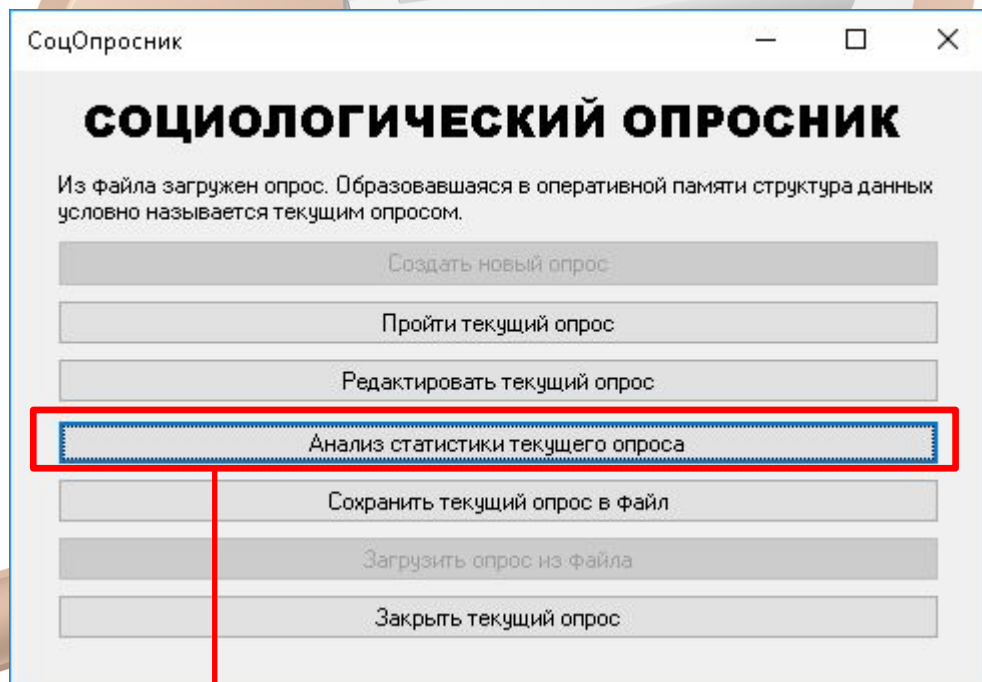 СоцОпросник
СОЦИОЛОГИЧЕСКИЙ ОПРОСНИК
Из файла загружен опрос. Образовавшаяся в оперативной памяти структура данных
условно называется текущим опросом.
Создать новый опрос
Пройти текущий опрос
Редактировать текущий опрос
Анализ статистики текущего опроса
Сохранить текущий опрос в файл
Загрузить опрос из файла
Закрыть текущий опрос